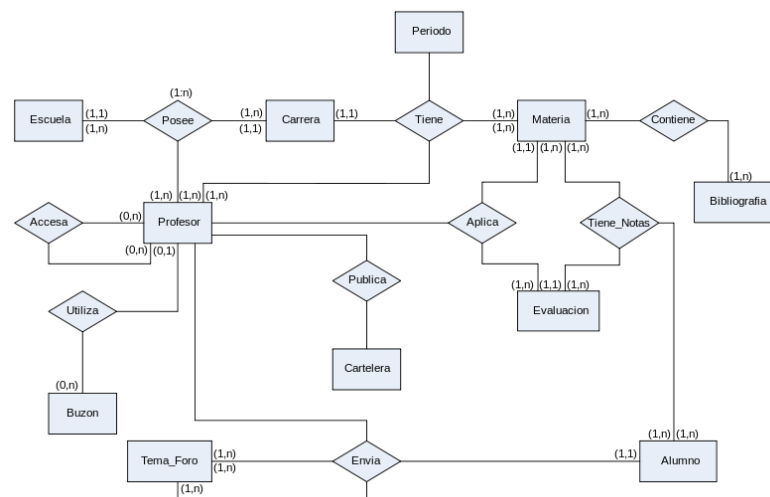 Periodo
(1:n)
Escuela
(1,1)
(1,n)
Posee
(1,n)
(1,1)
Carrera
(1,1)
Tiene
(1,n)
(1,n)
Materia
(1,n)
Contiene
(1,1) (1,n) (1,n)
(1,n)
Bibliografia
(1,n) (1,n) (1,n)
Accesa
(0,n)
Profesor
Aplica
Tiene_Notas
(0,n) (0,1)
Publica
(1,n) (1,1) (1,n)
Utiliza
Evaluacion
Cartelera
(0,n)
Buzon
(1,n) (1,n)
Tema_Foro
(1,n)
(1,n)
Envia
(1,1)
Alumno
(1,n)